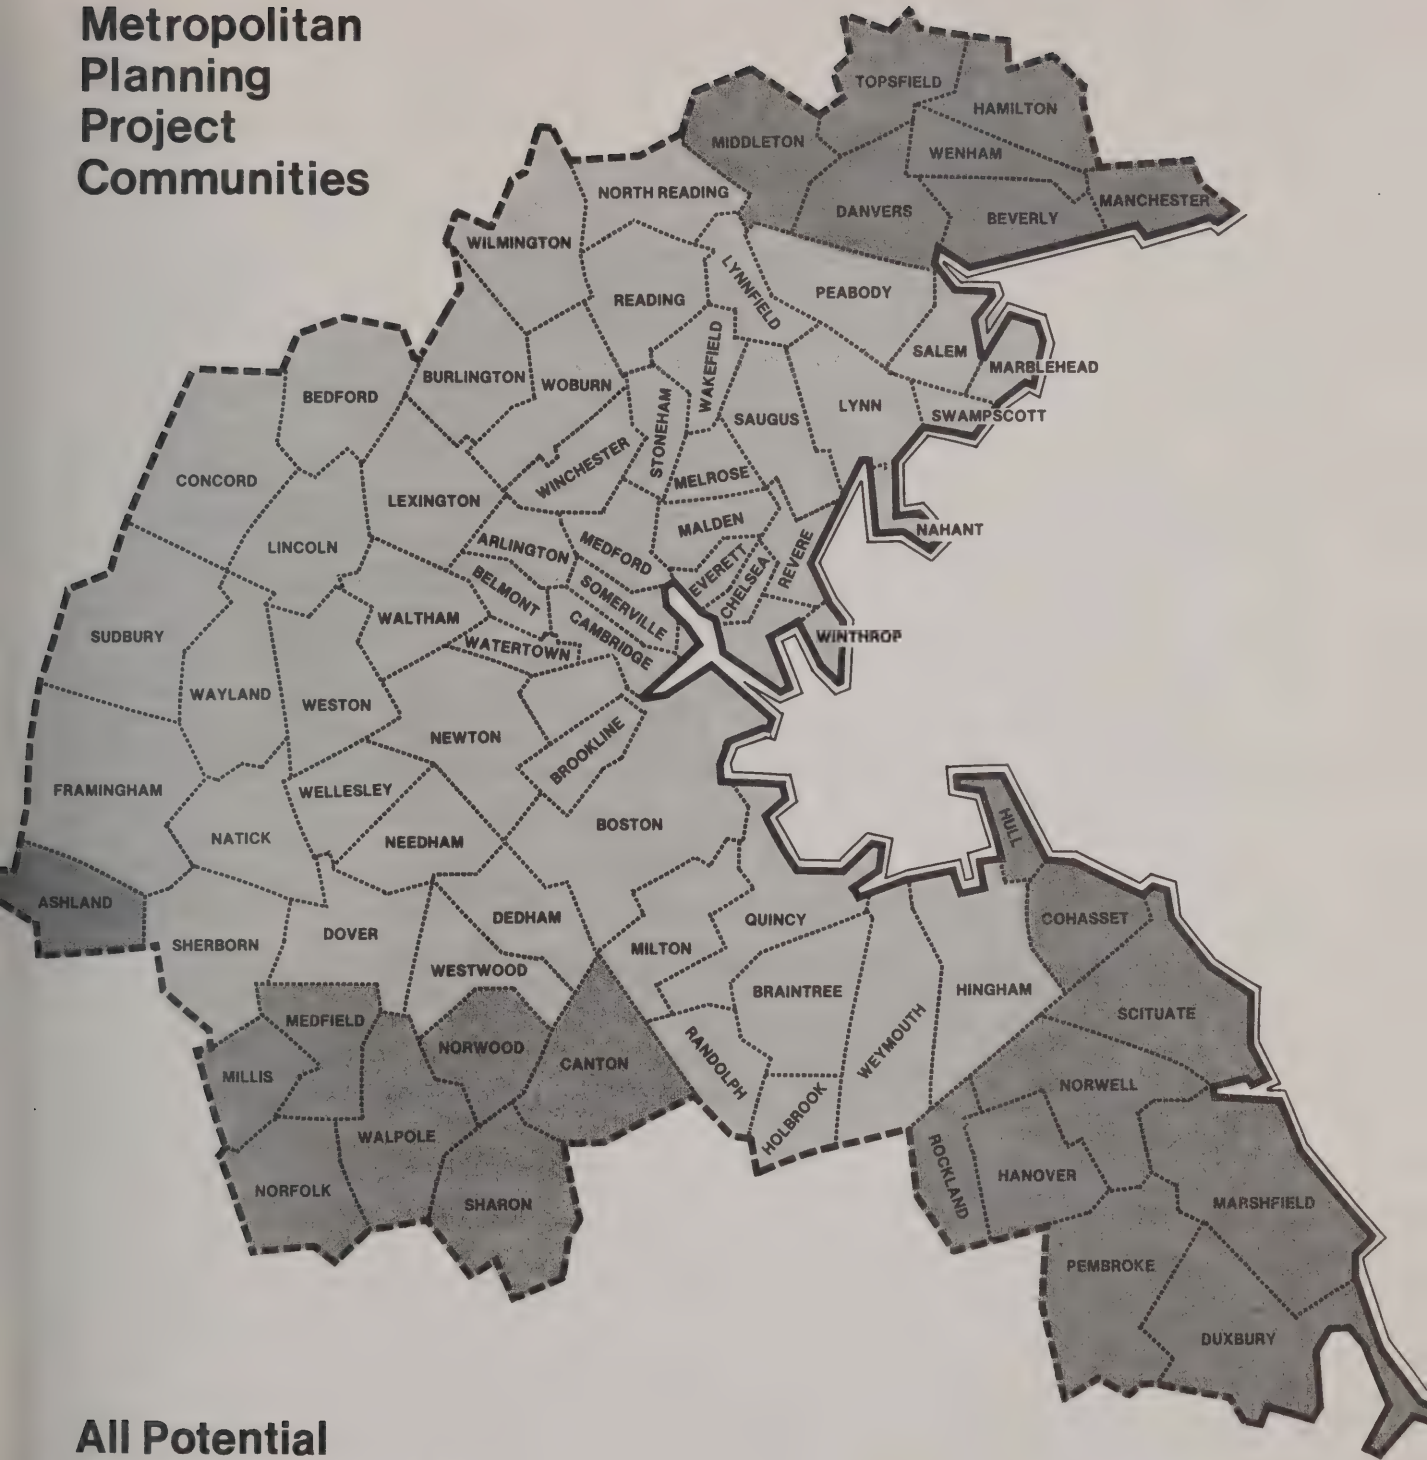 Metropolitan
Planning
Project
Communities
TOPSFIELD
HAMILTON
MIDDLETON
WENHAM
NORTH READING
MANCHESTER
DANVERS
BEVERLY
WILMINGTON
LYNNFIELD
PEABODY
READING
SALEM
MARBLEHEAD
WAKEFIELD
BURLINGTON
WOBURN
BEDFORD
LYNN
SWAMPSCOTT
SAUGUS
STONEHAM
WINCHESTER
CONCORD
MELROSE
LEXINGTON
MALDEN
NAHANT
LINCOLN
ARLINGTON
MEDFORD
REVERE
EVERETT
CHELSEA
BELMONT
SOMERVILLE
WALTHAM
CAMBRIDGE
SUDBURY
WINTHROP
WATERTOWN
WAYLAND
WESTON
NEWTON
BROOKLINE
FRAMINGHAM
WELLESLEY
BOSTON
HULL
NATICK
NEEDHAM
ASHLAND
DEDHAM
QUINCY
COHASSET
SHERBORN
DOVER
MILTON
WESTWOOD
BRAINTREE
HINGHAM
SCITUATE
MEDFIELD
WEYMOUTH
NORWOOD
CANTON
RANDOLPH
MILLIS
NORWELL
HOLBROOK
WALPOLE
ROCKLAND
HANOVER
NORFOLK
SHARON
MARSHFIELD
PEMBROKE
DUXBURY
All Potential